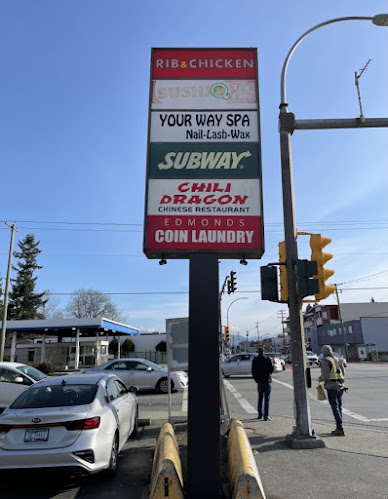 RIB & CHICKEN
SUSHI Q
YOUR WAY SPA
Nail-Lash-Wax
SUBWAY
CHILI
DRAGON
CHINESE RESTAURANT
EDMONDS
COIN LAUNDRY